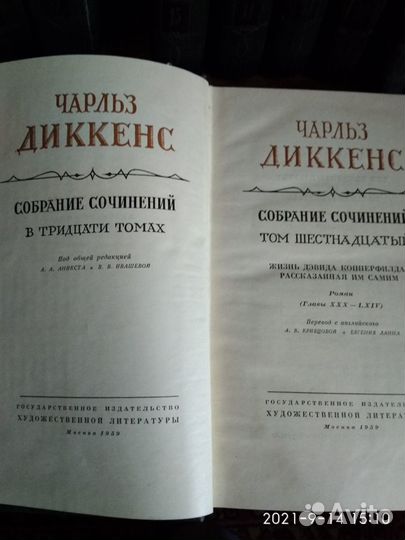 ЧАРЛЬЗ
ДИККЕНС
СОБРАНИЕ СОЧИНЕНИЙ
В ТРИДЦАТИ ТОМАХ
Под общей редакцией
А. А. АНИКСТА и В. В. ИВАШЕВОЙ
ГОСУДАРСТВЕННОЕ ИЗДАТЕЛЬСТВО
ХУДОЖЕСТВЕННОЙ ЛИТЕРАТУРЫ
Москва 1959
ЧАРЛЬЗ
ДИККЕНС
СОБРАНИЕ СОЧИНЕНИЙ
ТОМ ШЕСТНАДЦАТЫЙ
ЖИЗНЬ ДЭВИДА КОППЕРФИЛДА,
РАССКАЗАННАЯ ИМ САМИМ
Роман
(Главы XXX—LXIV)
Перевод с английского
А. В. КРИВЦОВОЙ и ЕВГЕНИЯ ЛАННА
ГОСУДАРСТВЕННОЕ ИЗДАТЕЛЬСТВО
ХУДОЖЕСТВЕННОЙ ЛИТЕРАТ
Москва 1959
2021-9-14 15:10
Avito